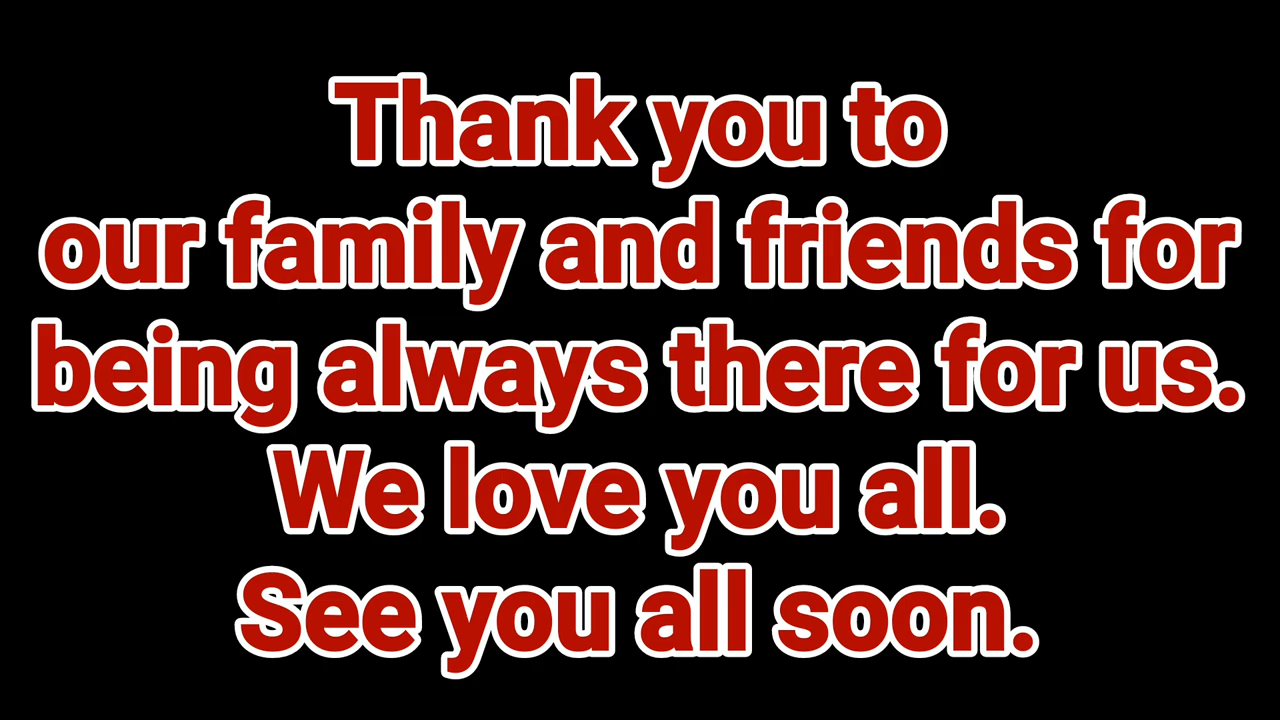 Thank you to
our family and friends for
being always there for us.
We love you all.
See you all soon.